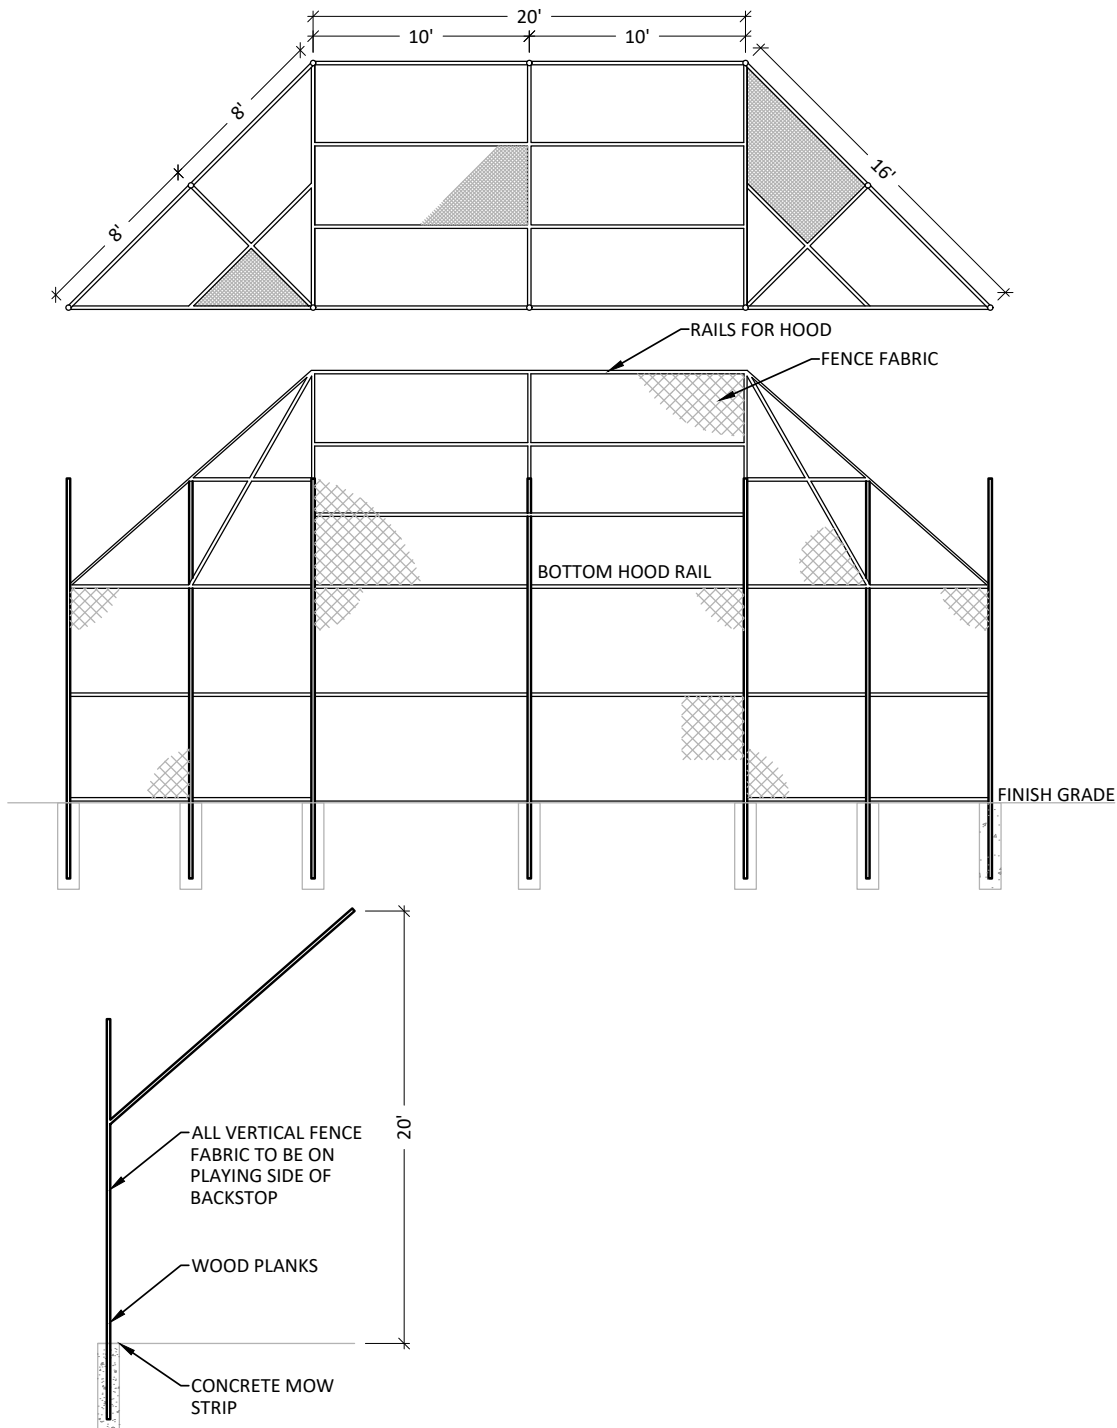 20'
10' 10'
8'
16'
8'
RAILS FOR HOOD
FENCE FABRIC
BOTTOM HOOD RAIL
FINISH GRADE
ALL VERTICAL FENCE
FABRIC TO BE ON
PLAYING SIDE OF
BACKSTOP
20'
WOOD PLANKS
CONCRETE MOW
STRIP